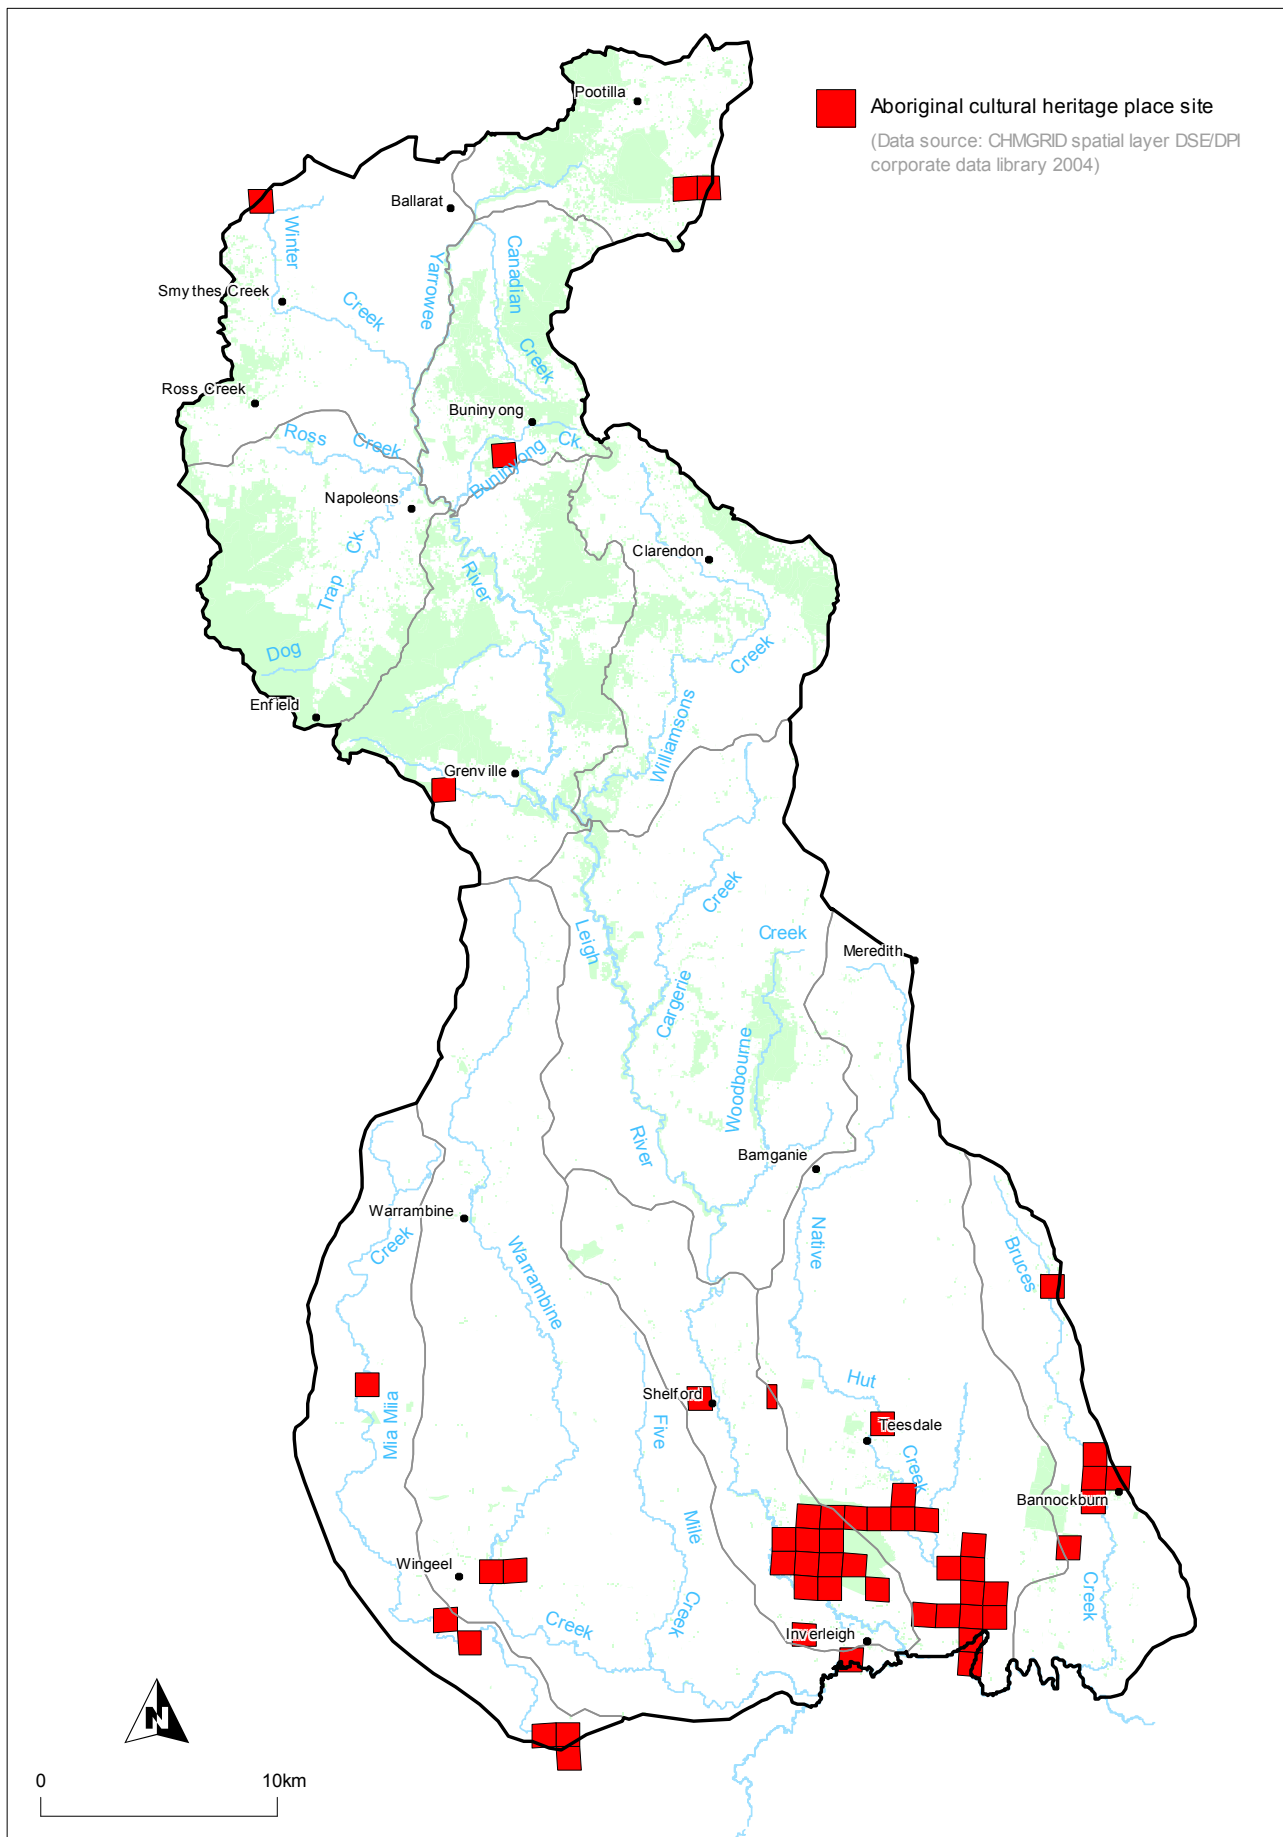 Pootilla
Aboriginal cultural heritage place site
(Data source: CHMGRID spatial layer DSE/DPI
corporate data library 2004)
Ballarat
Winter
Canadian
Yarrowee
Smythes Creek
Creek
Creek
Ross Creek
Buninyong
Ross Creek
Ck.
Buninyong
Napoleons
Ck.
Clarendon
River
Trap
Dog
Creek
Enfield
Williamsons
Grenville
Creek
Leigh
Creek
Meredith
Cargerie
Woodbourne
River
Bamganie
Warrambine
Creek
Native
Warrambine
Bruces
Hut
Shelford
Mia Mila
Five
Teesdale
Creek
Bannockburn
Mile
Wingeel
Creek
Creek
Creek
Inverleigh
N
0
10km